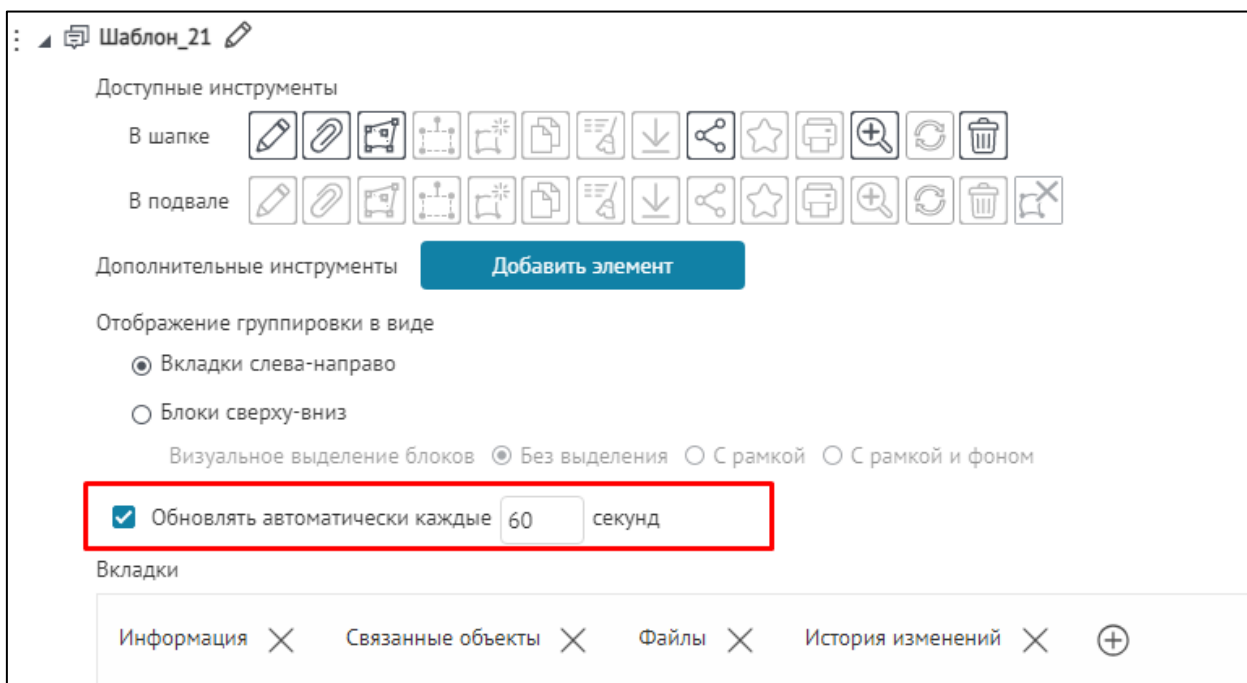 Шаблон_21
Доступные инструменты
В шапке
В подвале
Дополнительные инструменты Добавить элемент
Отображение группировки в виде
Вкладки слева-направо
Блоки сверху-вниз
Визуальное выделение блоков Без выделения С рамкой С рамкой и фоном
Обновлять автоматически каждые 60 секунд
Вкладки
Информация Связанные объекты Файлы История изменений